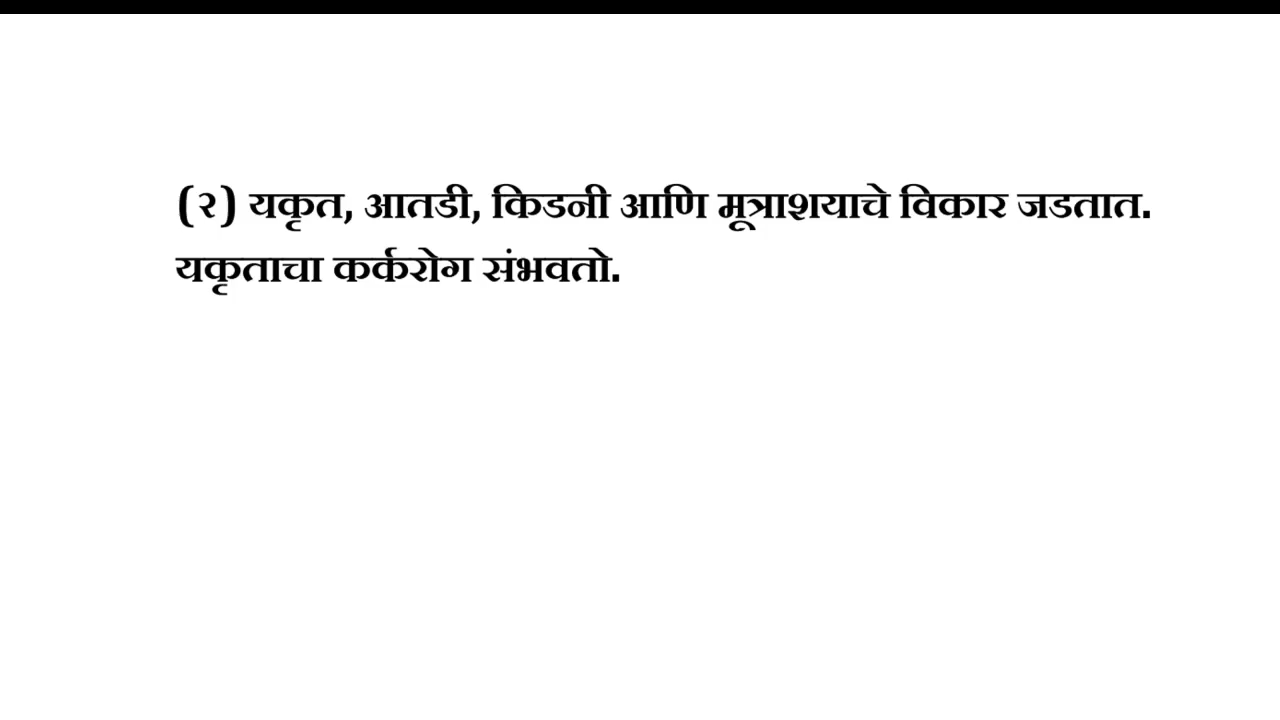 (२) यकृत, आतडी, किडनी आणि मूत्राशयाचे विकार जडतात.
यकृताचा कर्करोग संभवतो.